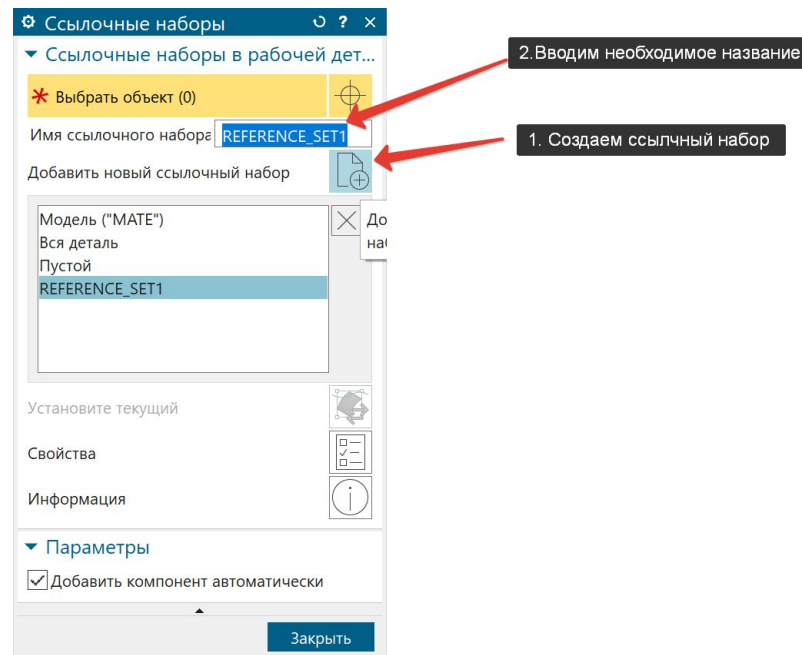 Ссылочные наборы
Ссылочные наборы в рабочей дет...
Выбрать объект (0)
Имя ссылочного набора REFERENCE_SET1
Добавить новый ссылочный набор
Модель ("MATE")
Вся деталь
Пустой
REFERENCE_SET1
Установите текущий
Свойства
Информация
Параметры
Добавить компонент автоматически
Закрыть
2.Вводим необходимое название
1. Создаем ссылчный набор